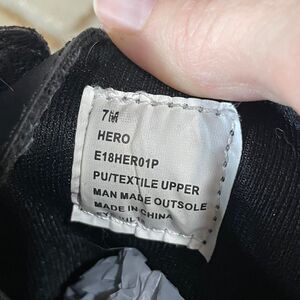 7M
HERO
E18HER01P
PU/TEXTILE UPPER
MAN MADE OUTSOLE
MADE IN CHINA